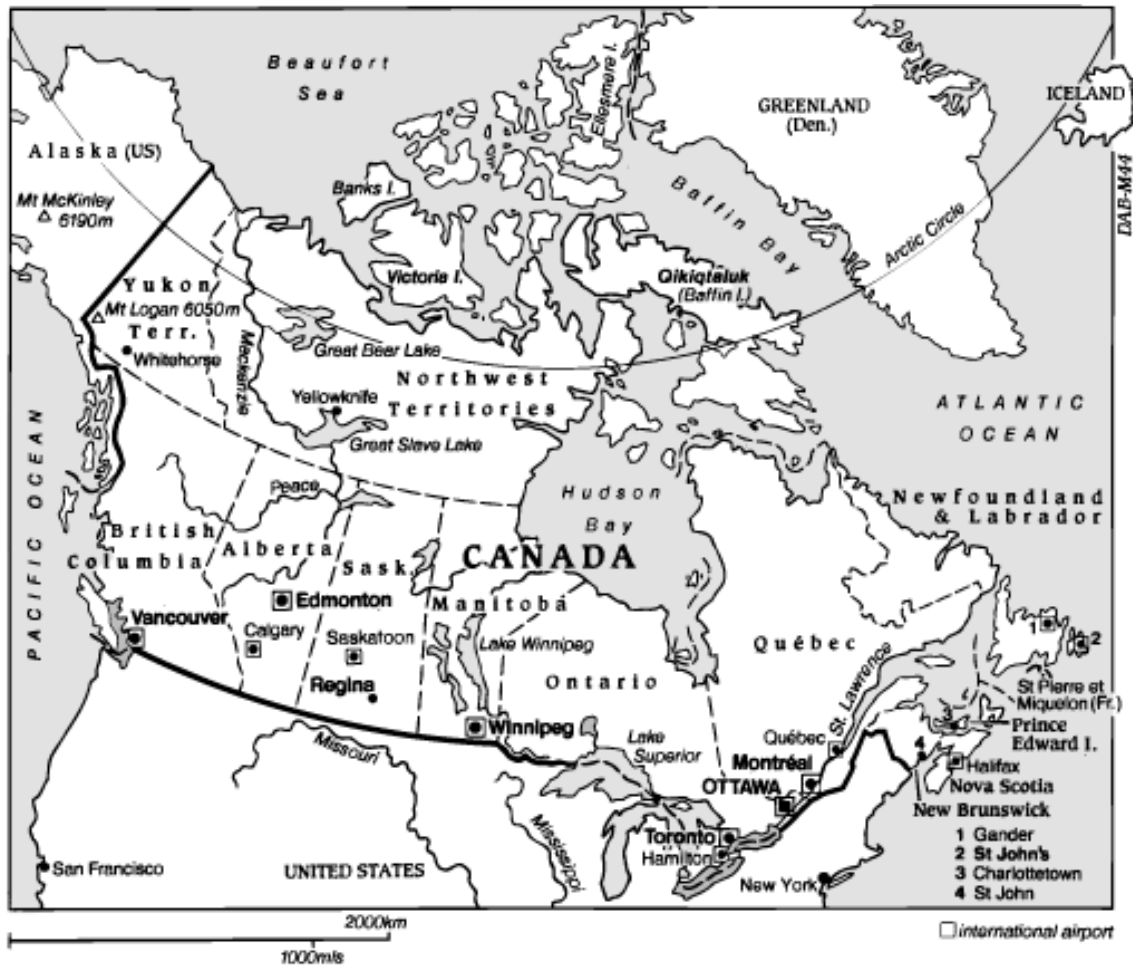 Beaufort
Sea
Ellesmere I.
GREENLAND
(Den.)
ICELAND
DAB-M44
Alaska (US)
Mt McKinley
6190m
Banks I.
Baffin Bay
Arctic Circle
Victoria I.
Qikiqtaluk
(Baffin I.)
Yukon
Mt Logan 6050m
Terr.
Whitehorse
Mackenzie
Great Bear Lake
Northwest
Territories
Yellowknife
Great Slave Lake
ATLANTIC
OCEAN
PACIFIC OCEAN
Peace
Hudson
Bay
Newfoundland
& Labrador
British
Columbia
Alberta
Sask.
CANADA
Manitoba
Edmonton
Vancouver
Calgary
Saskatoon
Lake Winnipeg
Québec
1
2
Regina
Ontario
St. Lawrence
St Pierre et
Miquelon (Fr.)
Winnipeg
Missouri
Lake
Superior
Québec
Prince
Edward I.
Montréal
4
Halifax
OTTAWA
Nova Scotia
New Brunswick
Toronto
Hamilton
Mississippi
San Francisco
UNITED STATES
New York
1 Gander
2 St John's
3 Charlottetown
4 St John
2000km
1000mls
international airport